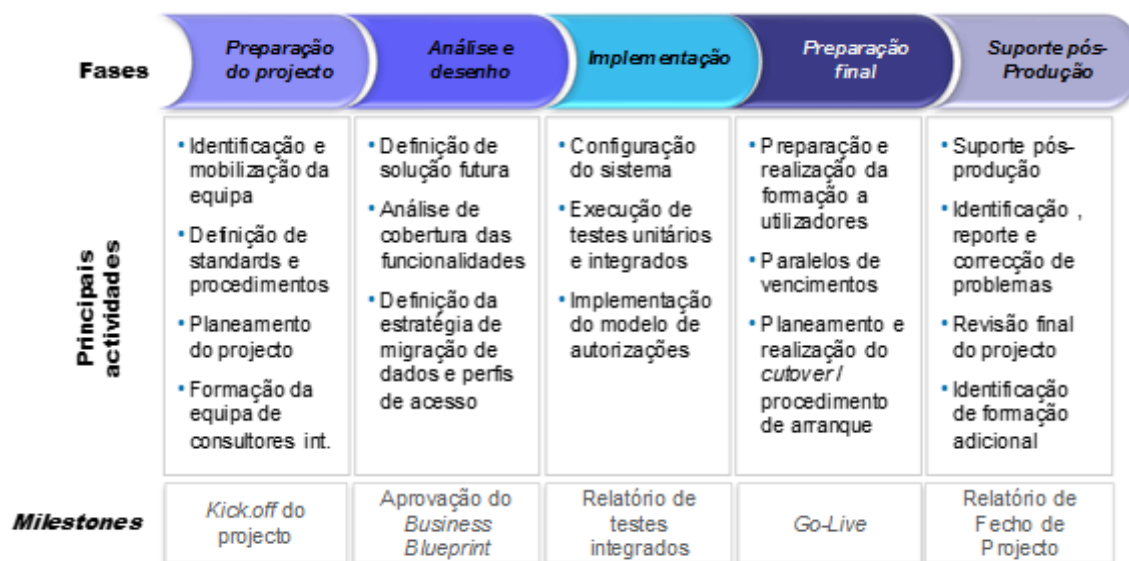 Fases
Preparação
do projecto
Análise e
desenho
Implementação
Preparação
final
Suporte pós-
Produção
Principais
actividades
• Identificação e
mobilização da
equipa
• Definição de
standards e
procedimentos
• Planeamento
do projecto
• Formação da
equipa de
consultores int.
• Definição de
solução futura
• Análise de
cobertura das
funcionalidades
• Definição da
estratégia de
migração de
dados e perfis
de acesso
• Configuração
do sistema
• Execução de
testes unitários
e integrados
• Implementação
do modelo de
autorizações
• Preparação e
realização da
formação a
utilizadores
• Paralelos de
vencimentos
• Planeamento e
realização do
cutover /
procedimento
de arranque
• Suporte pós-
produção
• Identificação ,
reporte e
correcção de
problemas
• Revisão final
do projecto
• Identificação
de formação
adicional
Milestones
Kick.off do
projecto
Aprovação do
Business
Blueprint
Relatório de
testes
integrados
Go-Live
Relatório de
Fecho de
Projecto